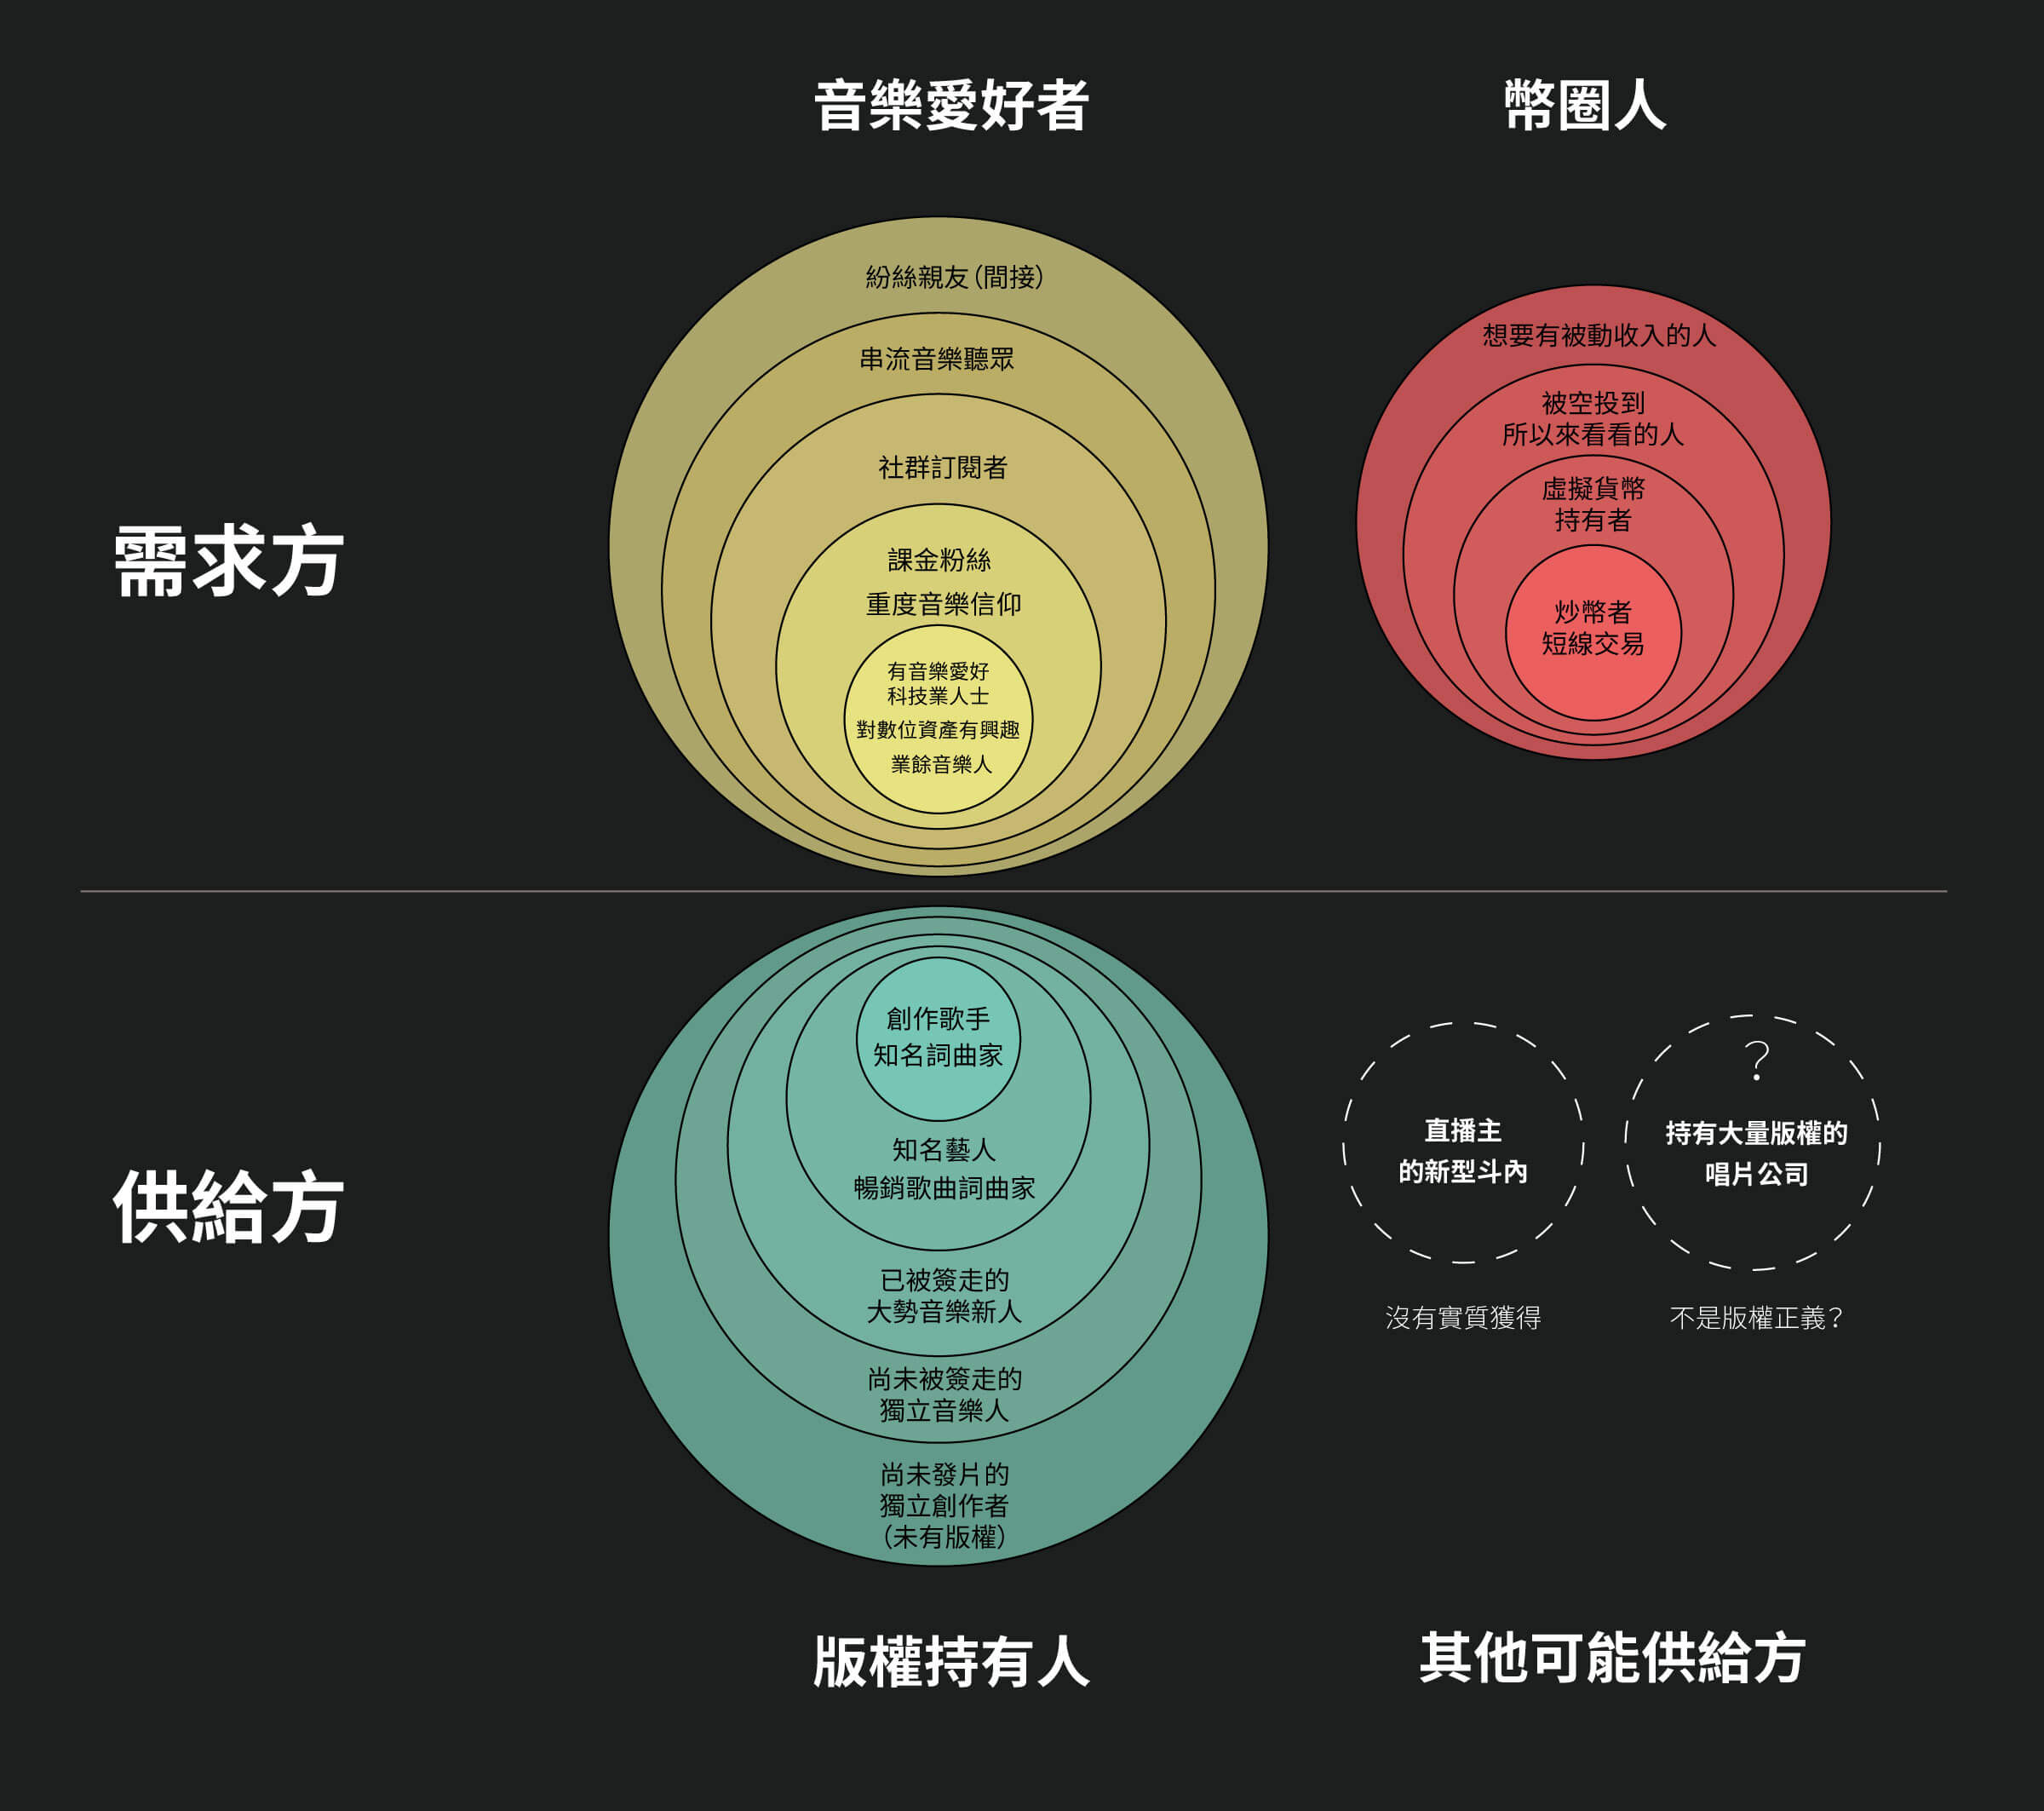 音樂愛好者
幣圈人
需求方
紛絲親友（間接）
串流音樂聽眾
社群訂閱者
課金粉絲
重度音樂信仰
有音樂愛好
科技業人士
對數位資產有興趣
業餘音樂人
想要有被動收入的人
被空投到
所以來看看的人
虛擬貨幣
持有者
炒幣者
短線交易
供給方
創作歌手
知名詞曲家
知名藝人
暢銷歌曲詞曲家
已被簽走的
大勢音樂新人
尚未被簽走的
獨立音樂人
尚未發片的
獨立創作者
（未有版權）
直播主
的新型斗內
沒有實質獲得
？
持有大量版權的
唱片公司
不是版權正義？
版權持有人
其他可能供給方